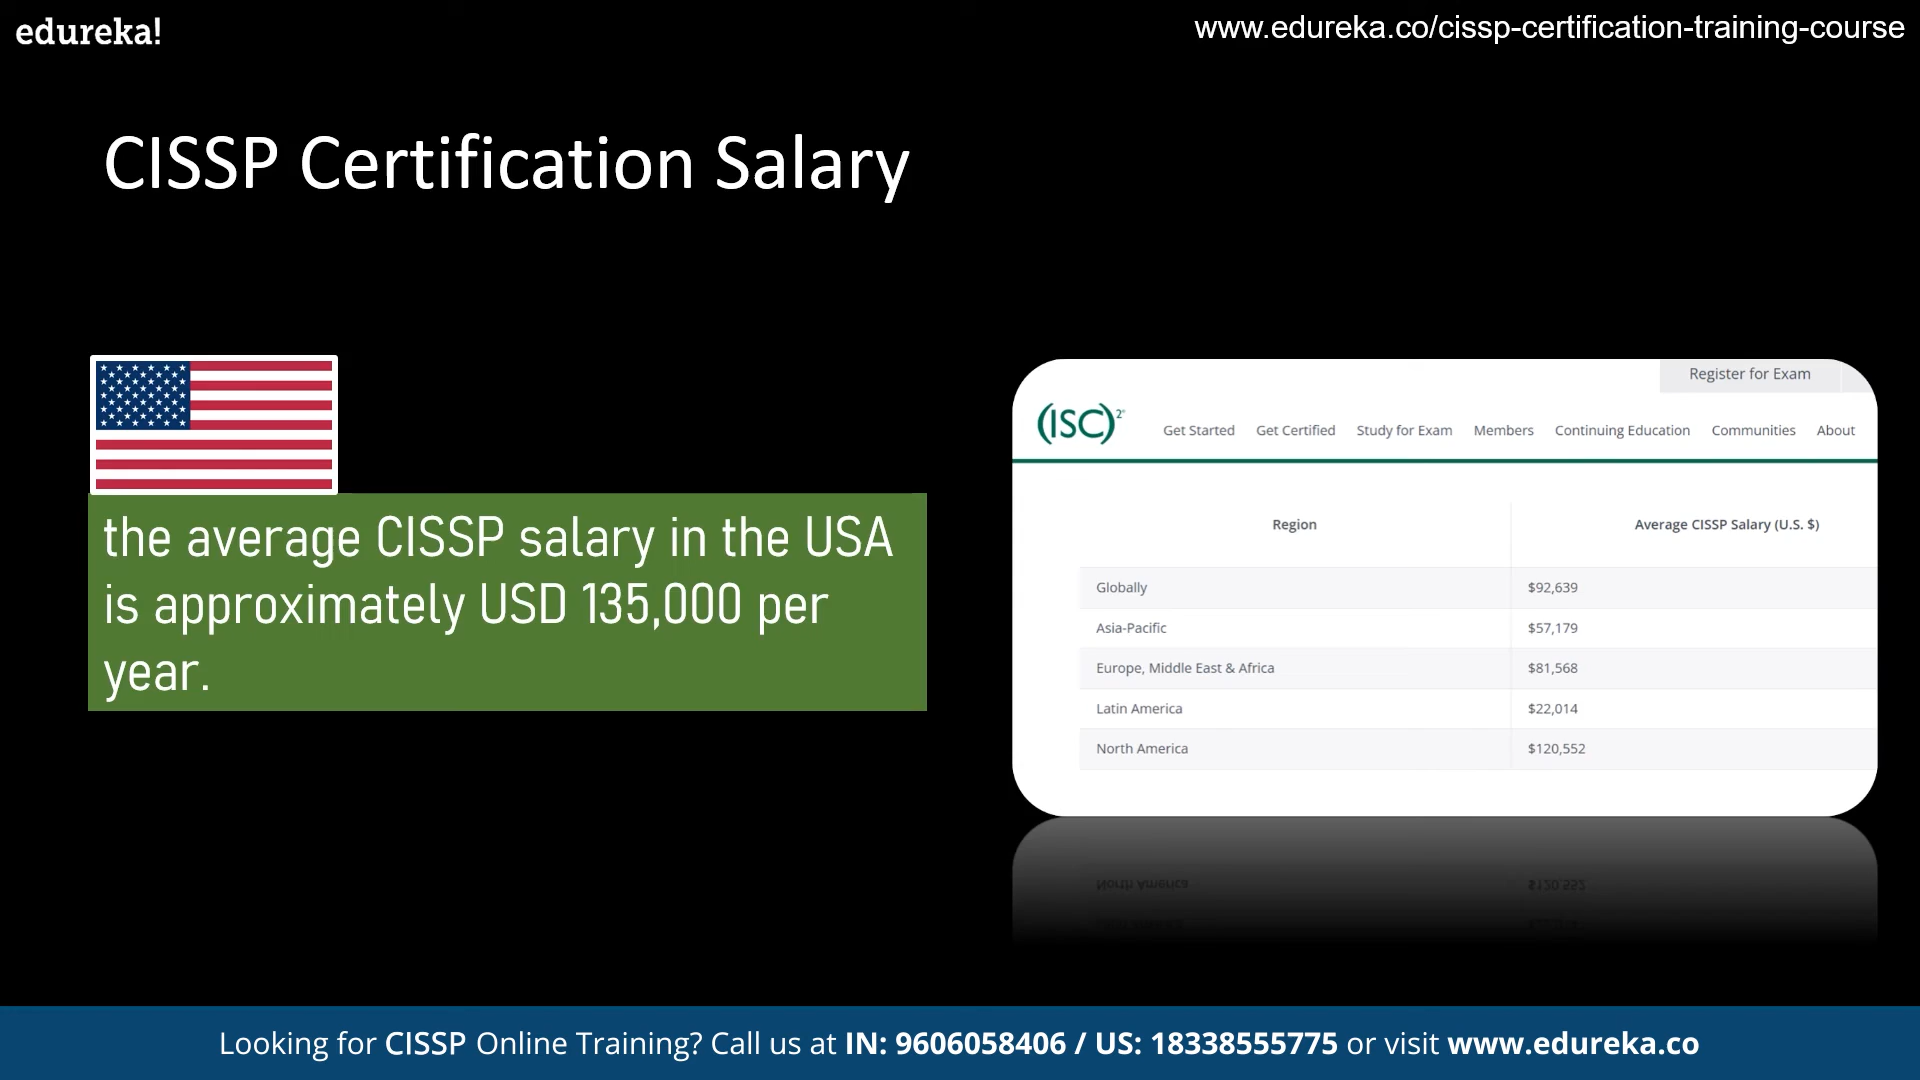 edureka!
www.edureka.co/cissp-certification-training-course
CISSP Certification Salary
the average CISSP salary in the USA
is approximately USD 135,000 per
year.
Register for Exam
(ISC)2®
Get Started Get Certified Study for Exam Members Continuing Education Communities About
Region Average CISSP Salary (U.S. $)
Globally $92,639
Asia-Pacific $57,179
Europe, Middle East & Africa $81,568
Latin America $22,014
North America $120,552
North America $120,552
Looking for CISSP Online Training? Call us at IN: 9606058406 / US: 18338555775 or visit www.edureka.co